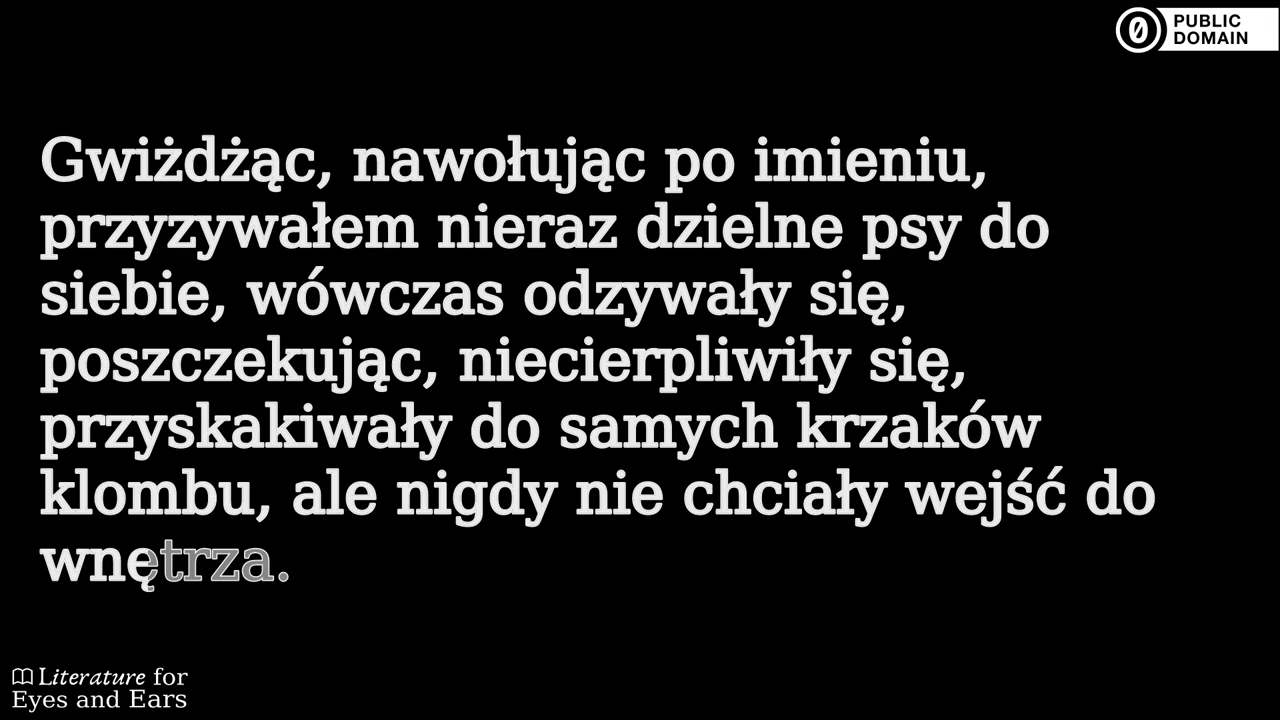 PUBLIC
DOMAIN
Gwiżdżąc, nawołując po imieniu,
przyzywałem nieraz dzielne psy do
siebie, wówczas odzywały się,
poszczekując, niecierpliwiły się,
przyskakiwały do samych krzaków
klombu, ale nigdy nie chciały wejść do
wnętrza.
Literature for
Eyes and Ears